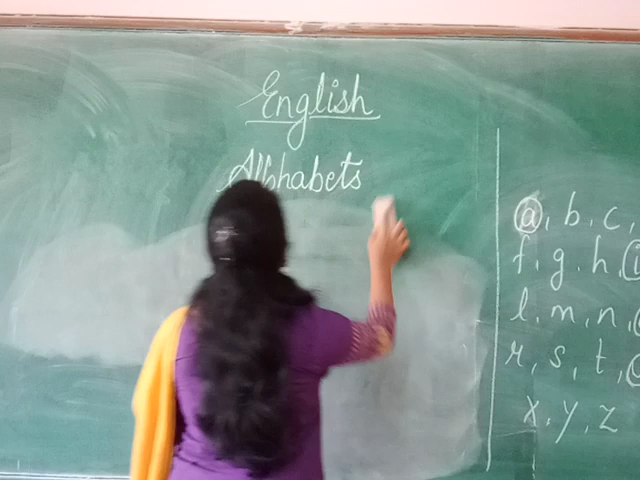 English
Alphabets
a, b, c,
f, g, h, i
l, m, n,
r, s, t,
x, y, z